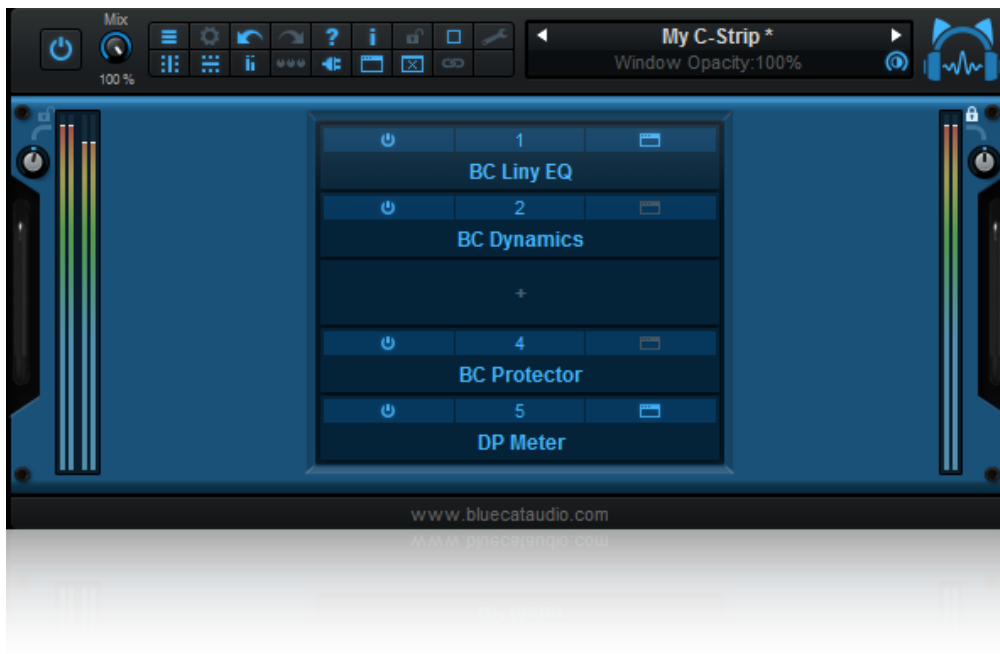 Mix
100 %
? i
My C-Strip *
Window Opacity:100%
1
BC Liny EQ
2
BC Dynamics
+
4
BC Protector
5
DP Meter
www.bluecataudio.com